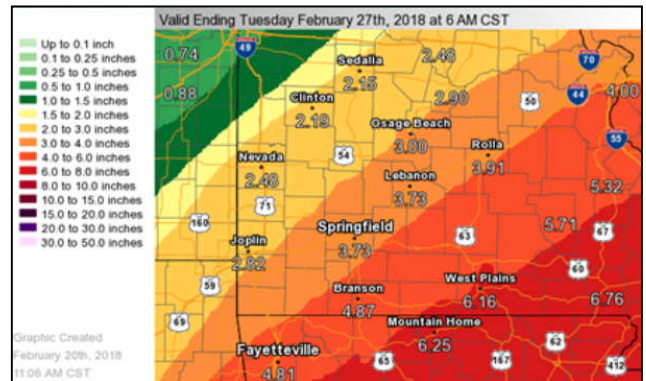 Valid Ending Tuesday February 27th, 2018 at 6 AM CST
Up to 0.1 inch
0.1 to 0.25 inches
0.25 to 0.5 inches
0.5 to 1.0 inches
1.0 to 1.5 inches
1.5 to 2.0 inches
2.0 to 3.0 inches
3.0 to 4.0 inches
4.0 to 6.0 inches
6.0 to 8.0 inches
8.0 to 10.0 inches
10.0 to 15.0 inches
15.0 to 20.0 inches
20.0 to 30.0 inches
30.0 to 50.0 inches
Graphic Created
February 20th, 2018
11:06 AM CST
0.74
49
Sedalia
2.15
2.48
70
0.88
Clinton
2.19
2.90
50
44
4.00
Osage Beach
3.00
Rolla
3.91
55
Nevada
2.48
54
Lebanon
3.73
5.32
71
160
Springfield
3.73
63
5.71
67
Joplin
2.82
60
59
Branson
4.87
West Plains
6.16
6.76
69
Mountain Home
6.25
62
Fayetteville
4.81
65
167
412